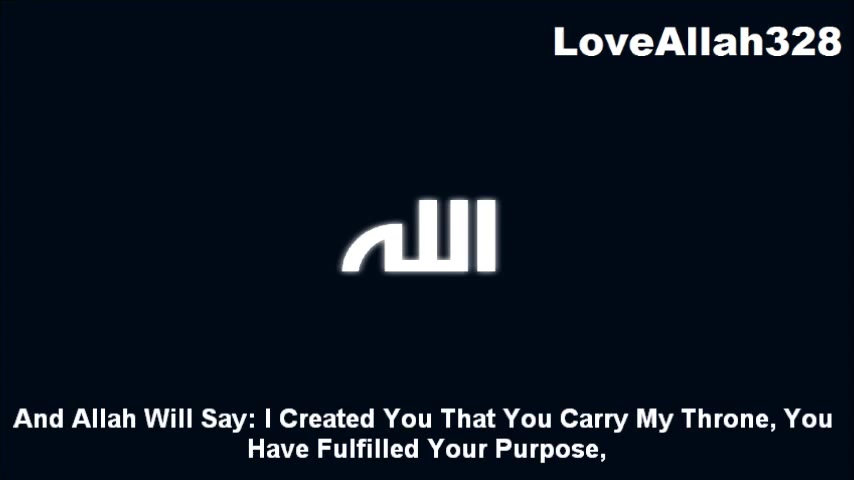 LoveAllah328
الله
And Allah Will Say: I Created You That You Carry My Throne, You
Have Fulfilled Your Purpose,